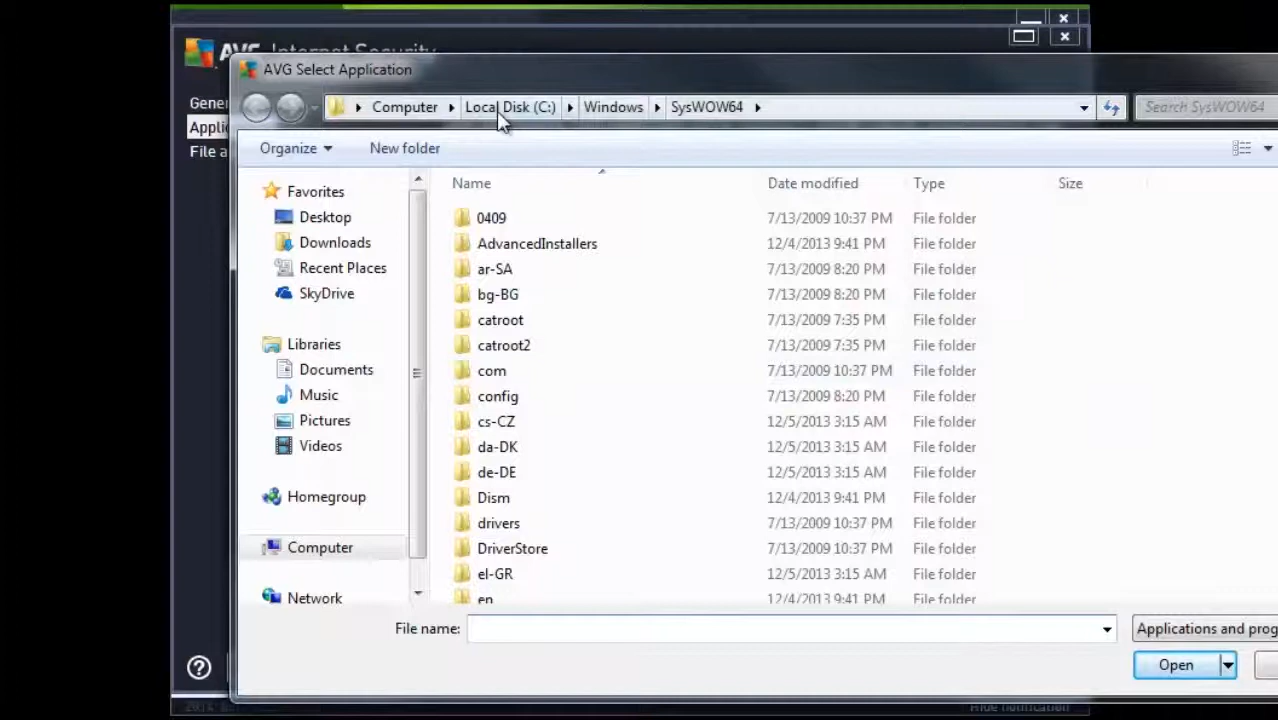 AVG Internet Security
AVG Select Application
Computer Local Disk (C:) Windows SysWOW64
Search SysWOW64
Organize New folder
Gene
Appli
File a
Favorites
Desktop
Downloads
Recent Places
SkyDrive
Libraries
Documents
Music
Pictures
Videos
Homegroup
Computer
Network
Name Date modified Type Size
0409 7/13/2009 10:37 PM File folder
AdvancedInstallers 12/4/2013 9:41 PM File folder
ar-SA 7/13/2009 8:20 PM File folder
bg-BG 7/13/2009 8:20 PM File folder
catroot 7/13/2009 7:35 PM File folder
catroot2 7/13/2009 7:35 PM File folder
com 7/13/2009 10:37 PM File folder
config 7/13/2009 8:20 PM File folder
cs-CZ 12/5/2013 3:15 AM File folder
da-DK 12/5/2013 3:15 AM File folder
de-DE 12/5/2013 3:15 AM File folder
Dism 12/4/2013 9:41 PM File folder
drivers 7/13/2009 10:37 PM File folder
DriverStore 7/13/2009 10:37 PM File folder
el-GR 12/5/2013 3:15 AM File folder
en 12/4/2013 9:41 PM File folder
File name: Applications and prog
Open
?
Hide notification